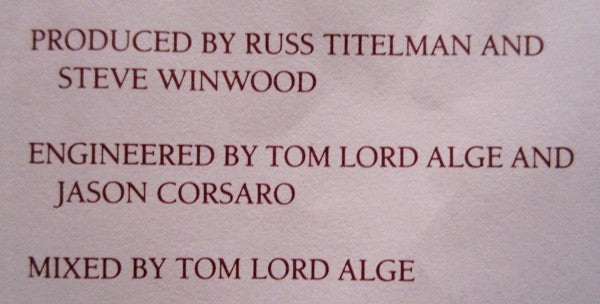 PRODUCED BY RUSS TITELMAN AND
STEVE WINWOOD
ENGINEERED BY TOM LORD ALGE AND
JASON CORSARO
MIXED BY TOM LORD ALGE